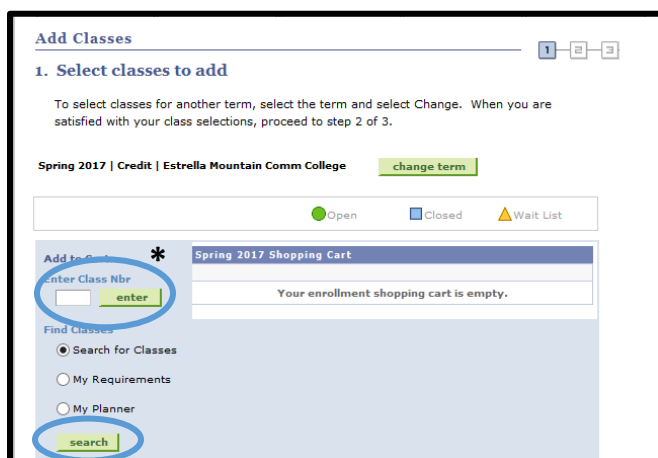 Add Classes
1 2 3
1. Select classes to add
To select classes for another term, select the term and select Change. When you are
satisfied with your class selections, proceed to step 2 of 3.
Spring 2017 | Credit | Estrella Mountain Comm College change term
Open Closed Wait List
Add to Cart: *
Spring 2017 Shopping Cart
Enter Class Nbr
enter
Your enrollment shopping cart is empty.
Find Classes
Search for Classes
My Requirements
My Planner
search